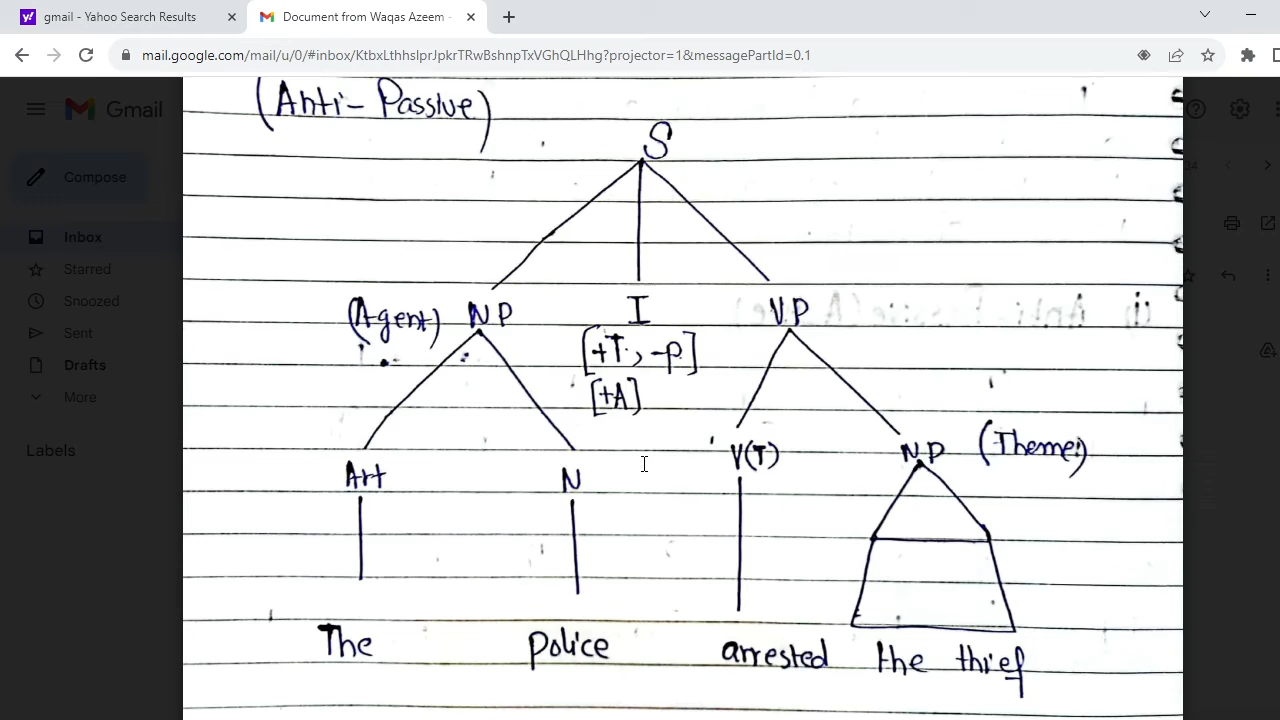 gmail - Yahoo Search Results
Document from Waqas Azeem -
mail.google.com/mail/u/0/#inbox/KtbxLthhslprJpkrTRwBshnpTxVGhQLHhg?projector=1&messagePartId=0.1
Gmail
Compose
Inbox
Starred
Snoozed
Sent
Drafts
More
Labels
(Anti-Passive)
S
(Agent) NP I VP
[+T, -P]
[+A]
Art N V(T) NP (Theme)
The police arrested the thief